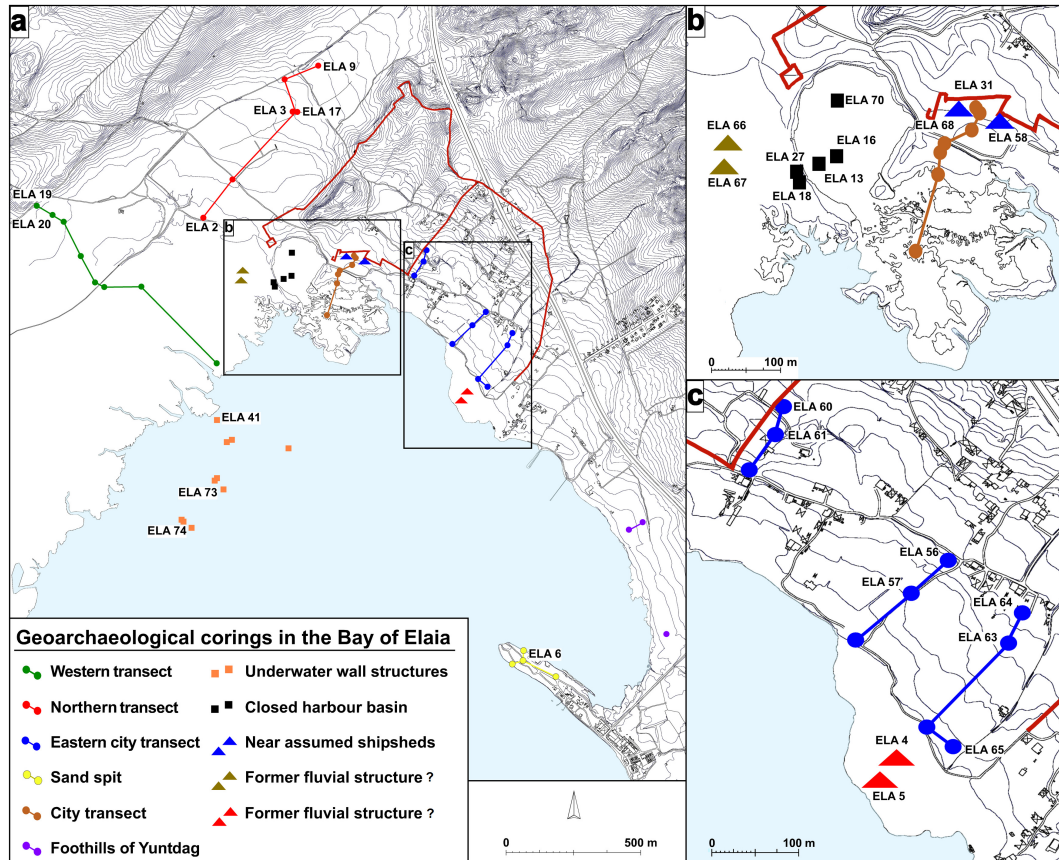 a
ELA 9
ELA 3
ELA 17
ELA 19
ELA 20
ELA 2
b
c
ELA 41
ELA 73
ELA 74
ELA 6
Geoarchaeological corings in the Bay of Elaia
Western transect
Northern transect
Eastern city transect
Sand spit
City transect
Foothills of Yuntdag
Underwater wall structures
Closed harbour basin
Near assumed shipsheds
Former fluvial structure ?
Former fluvial structure ?
0 500 m
b
ELA 31
ELA 70
ELA 68
ELA 58
ELA 66
ELA 16
ELA 27
ELA 67
ELA 13
ELA 18
0 100 m
c
ELA 60
ELA 61
ELA 56
ELA 57
ELA 64
ELA 63
ELA 4
ELA 65
ELA 5
0 100 m